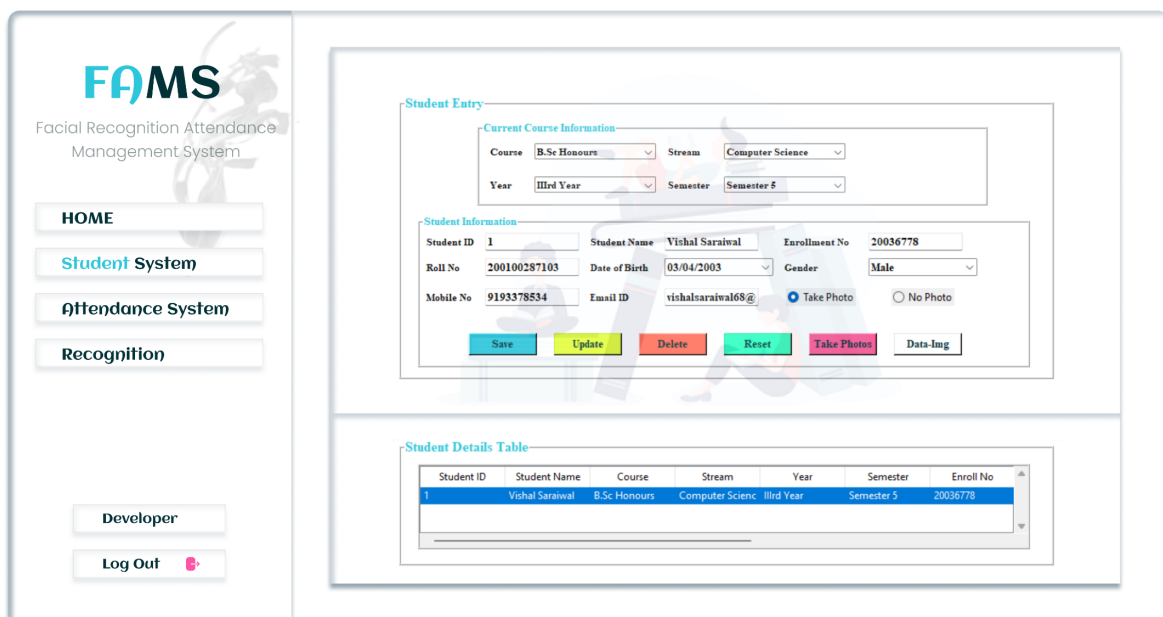 FAMS
Facial Recognition Attendance
Management System
HOME
Student System
Attendance System
Recognition
Developer
Log Out
Student Entry
Current Course Information
Course B.Sc Honours Stream Computer Science
Year IIIrd Year Semester Semester 5
Student Information
Student ID 1 Student Name Vishal Saraiwal Enrollment No 20036778
Roll No 200100287103 Date of Birth 03/04/2003 Gender Male
Mobile No 9193378534 Email ID vishalsaraiwal68@ Take Photo No Photo
Save Update Delete Reset Take Photos Data-Img
Student Details Table
Student ID Student Name Course Stream Year Semester Enroll No
1 Vishal Saraiwal B.Sc Honours Computer Scienc IIIrd Year Semester 5 20036778